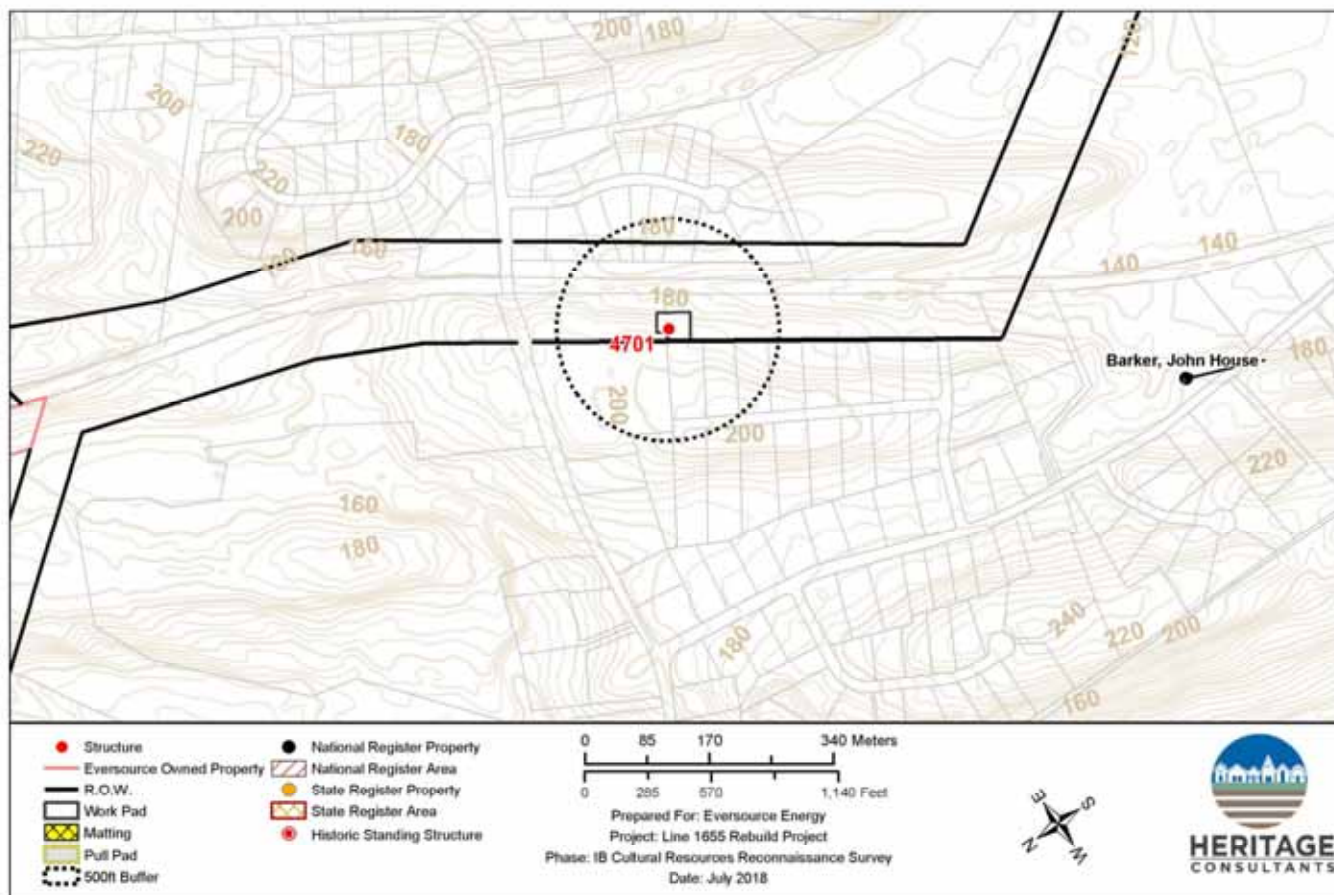 200 180
120
200
220
180
220
200
180
180 160
140
140
180
4701
Barker, John House
180
200
200
220
160
180
180
240
220
200
160
Structure
Eversource Owned Property
R.O.W.
Work Pad
Matting
Pull Pad
500ft Buffer
National Register Property
National Register Area
State Register Property
State Register Area
Historic Standing Structure
0 85 170 340 Meters
0 285 570 1,140 Feet
Prepared For: Eversource Energy
Project: Line 1655 Rebuild Project
Phase: IB Cultural Resources Reconnaissance Survey
Date: July 2018
E S
N W
HERITAGE
CONSULTANTS